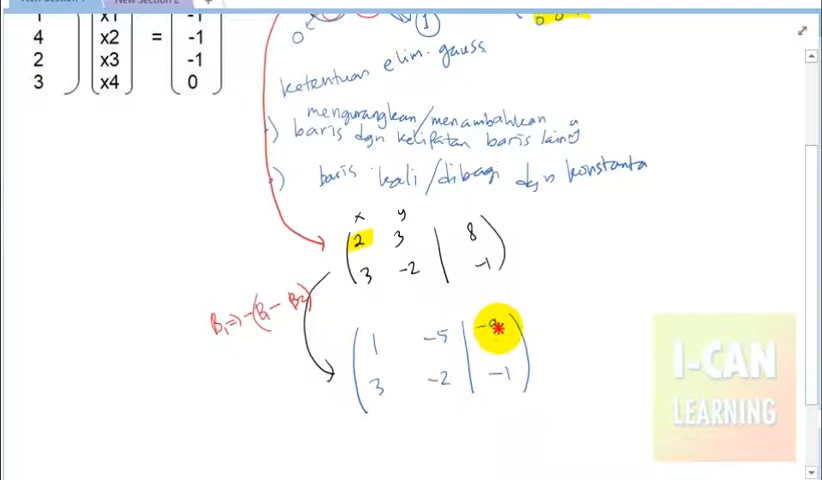 4 x2 -1
2 x3 = -1
3 x4 0
0
1
ketentuan elim. gauss
mengurangkan/menambahkan
·) baris dgn kelipatan baris lainy
·) baris kali/dibagi dgn konstanta
x y
2 3 8
3 -2 -1
B1 => -(B1 - B2)
1 -5
3 -2 -1
I-CAN
LEARNING